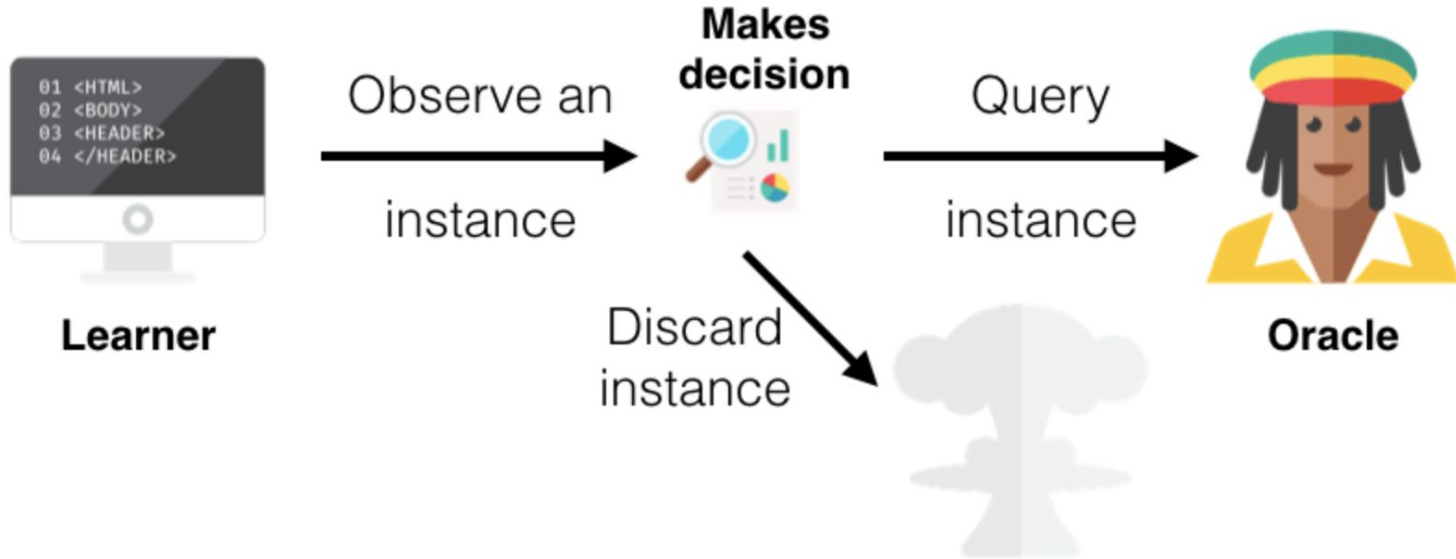 01 <HTML>
02 <BODY>
03 <HEADER>
04 </HEADER>
Learner
Observe an
instance
Makes
decision
Discard
instance
Query
instance
Oracle